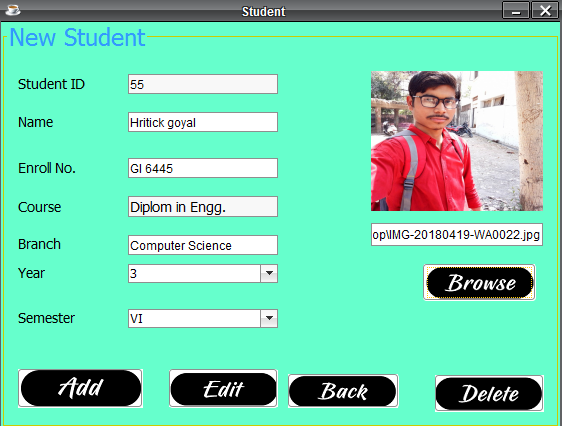 Student
New Student
Student ID 55
Name Hritick goyal
Enroll No. GI 6445
Course Diplom in Engg.
op\IMG-20180419-WA0022.jpg
Branch Computer Science
Year 3
Browse
Semester VI
Add Edit Back Delete